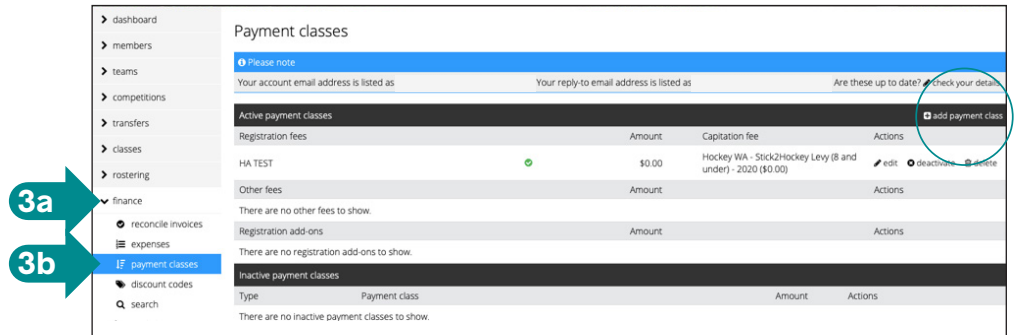 dashboard
members
teams
competitions
transfers
classes
rostering
3a
finance
reconcile invoices
expenses
3b
payment classes
discount codes
search
Payment classes
Please note
Your account email address is listed as Your reply-to email address is listed as Are these up to date? check your details
Active payment classes add payment class
Registration fees Amount Capitation fee Actions
HA TEST $0.00 Hockey WA - Stick2Hockey Levy (8 and edit deactivate delete
under) - 2020 ($0.00)
Other fees Amount Actions
There are no other fees to show.
Registration add-ons Amount Actions
There are no registration add-ons to show.
Inactive payment classes
Type Payment class Amount Actions
There are no inactive payment classes to show.